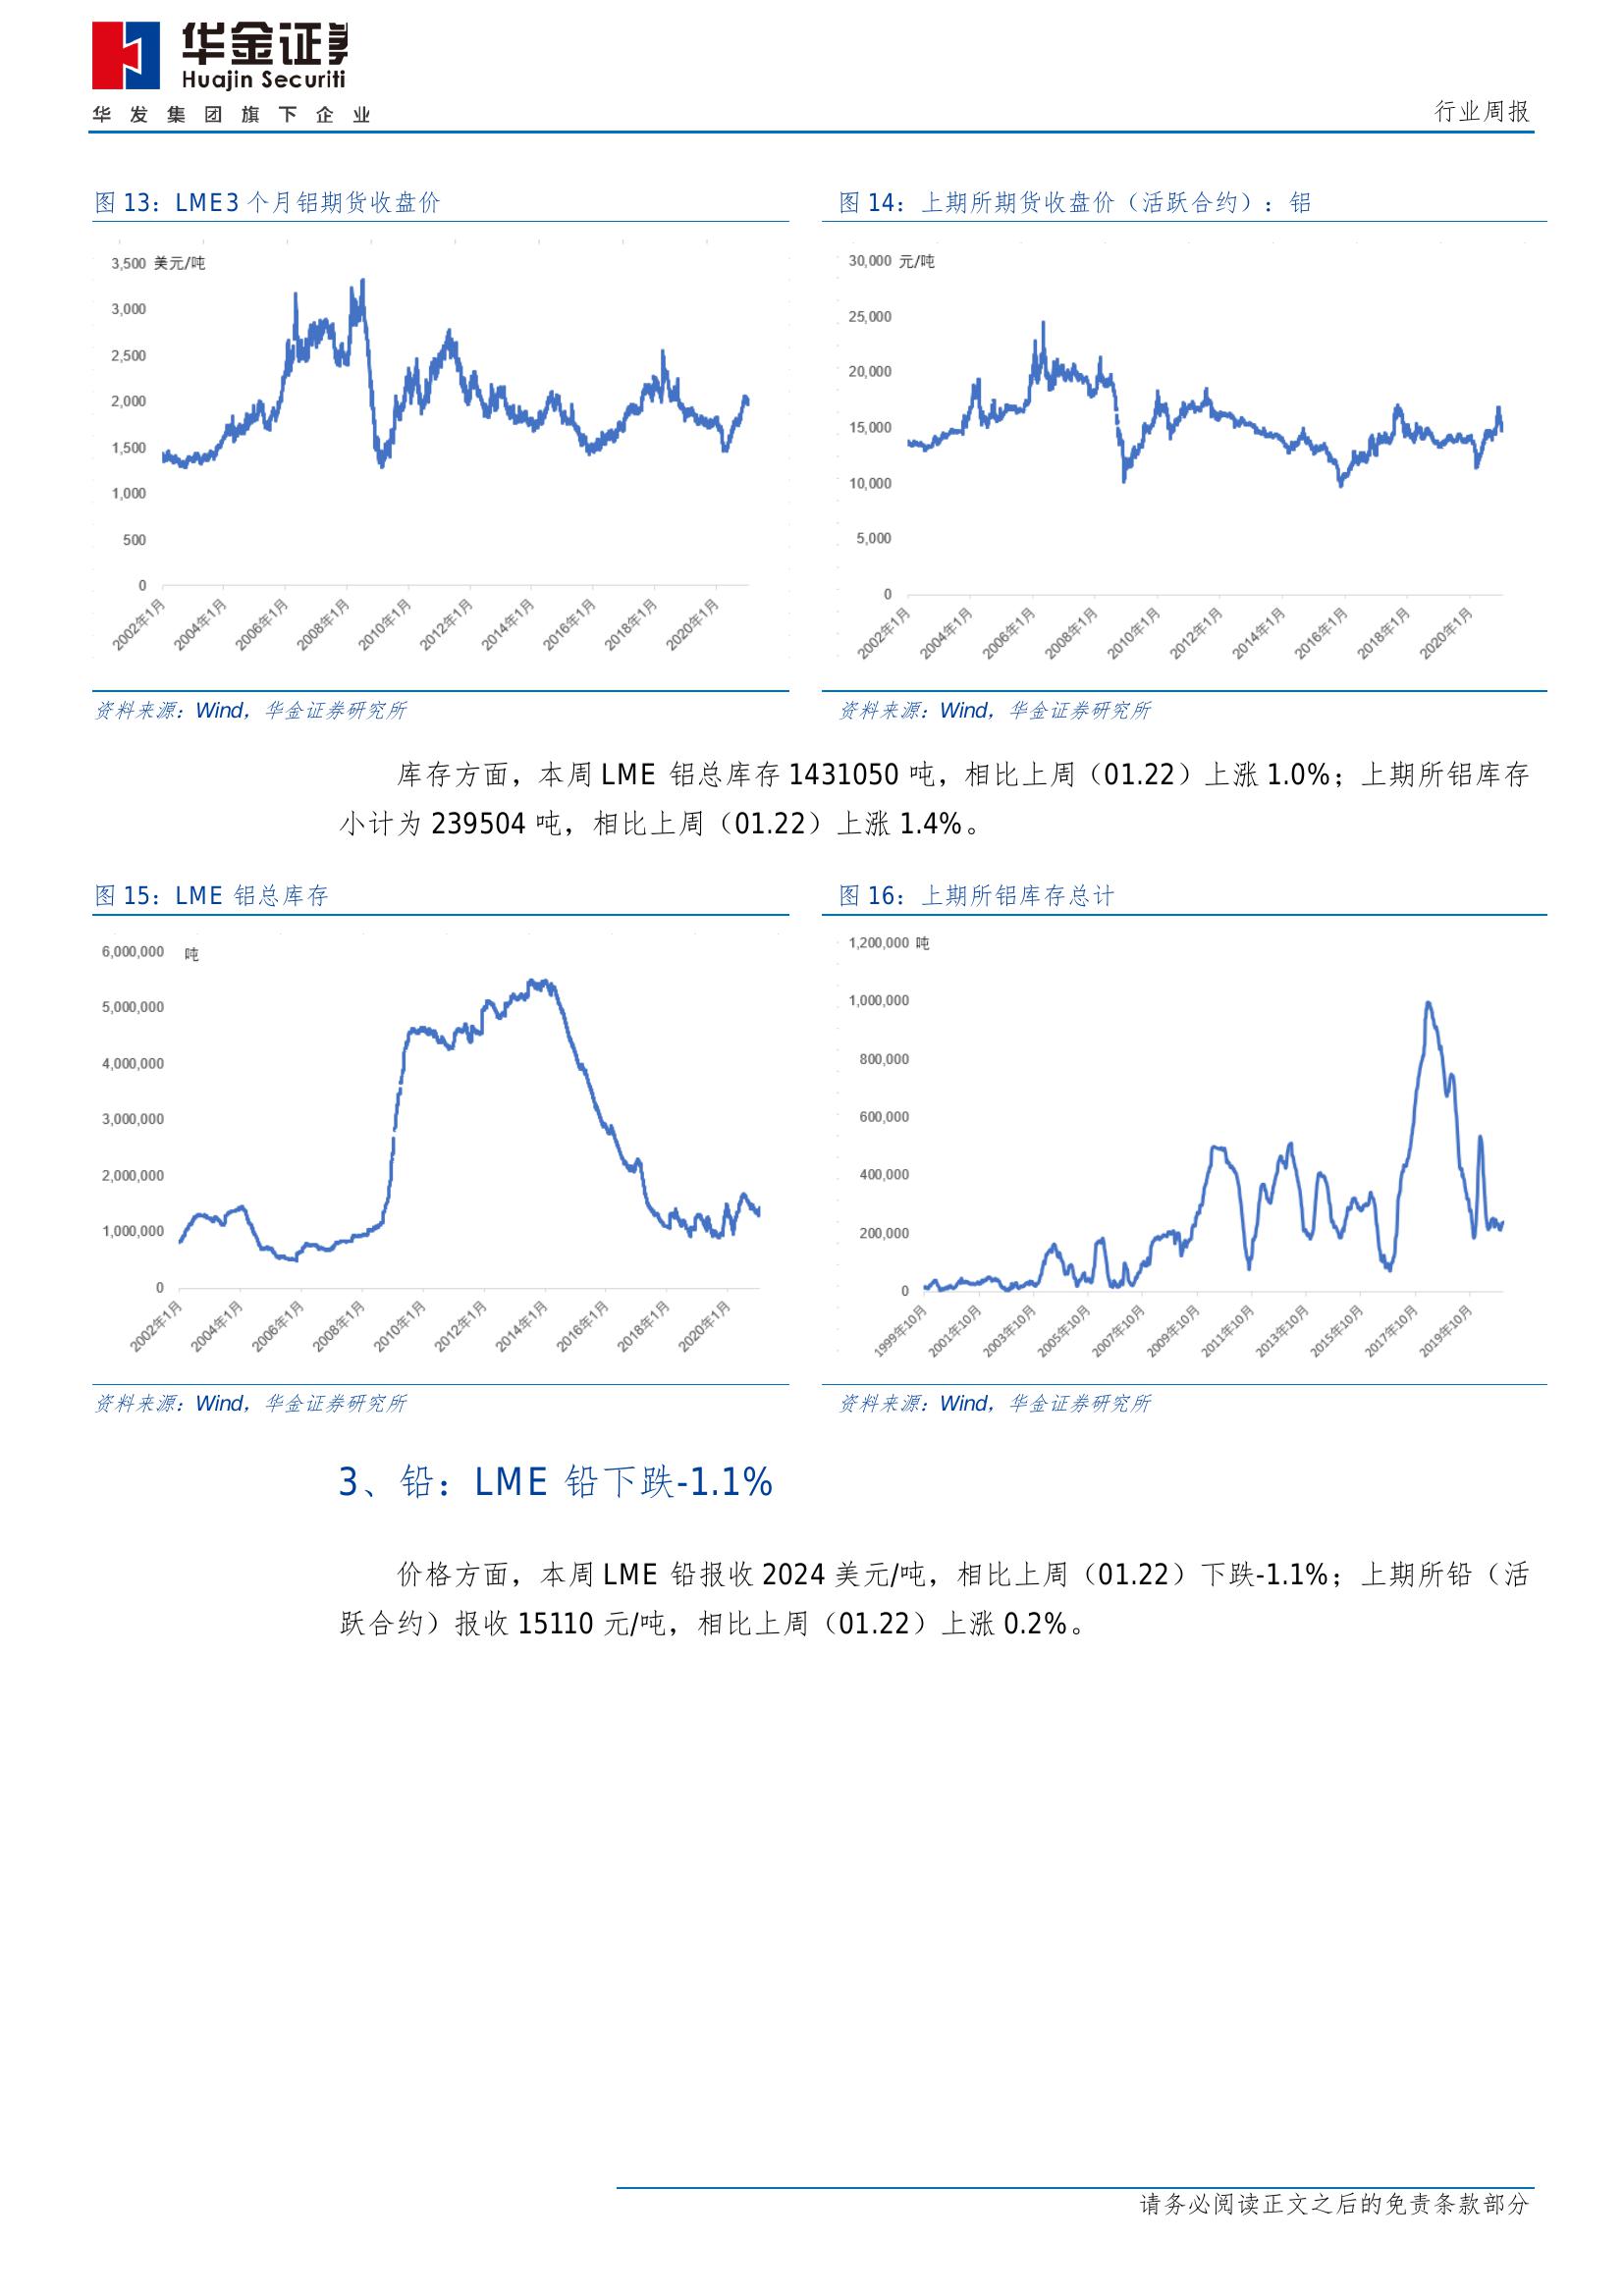 华金证
Huajin Securiti
华发集团旗下企业
行业周报
图 13：LME3 个月铝期货收盘价
3,500 美元/吨
3,000
2,500
2,000
1,500
1,000
500
0
2002年1月 2004年1月 2006年1月 2008年1月 2010年1月 2012年1月 2014年1月 2016年1月 2018年1月 2020年1月
资料来源：Wind，华金证券研究所
图 14：上期所期货收盘价（活跃合约）：铝
30,000 元/吨
25,000
20,000
15,000
10,000
5,000
0
2002年1月 2004年1月 2006年1月 2008年1月 2010年1月 2012年1月 2014年1月 2016年1月 2018年1月 2020年1月
资料来源：Wind，华金证券研究所
库存方面，本周 LME 铝总库存 1431050 吨，相比上周（01.22）上涨 1.0%；上期所铝库存
小计为 239504 吨，相比上周（01.22）上涨 1.4%。
图 15：LME 铝总库存
6,000,000 吨
5,000,000
4,000,000
3,000,000
2,000,000
1,000,000
0
2002年1月 2004年1月 2006年1月 2008年1月 2010年1月 2012年1月 2014年1月 2016年1月 2018年1月 2020年1月
资料来源：Wind，华金证券研究所
图 16：上期所铝库存总计
1,200,000 吨
1,000,000
800,000
600,000
400,000
200,000
0
1999年10月 2001年10月 2003年10月 2005年10月 2007年10月 2009年10月 2011年10月 2013年10月 2015年10月 2017年10月 2019年10月
资料来源：Wind，华金证券研究所
3、铅：LME 铅下跌-1.1%
价格方面，本周 LME 铅报收 2024 美元/吨，相比上周（01.22）下跌-1.1%；上期所铅（活
跃合约）报收 15110 元/吨，相比上周（01.22）上涨 0.2%。
请务必阅读正文之后的免责条款部分